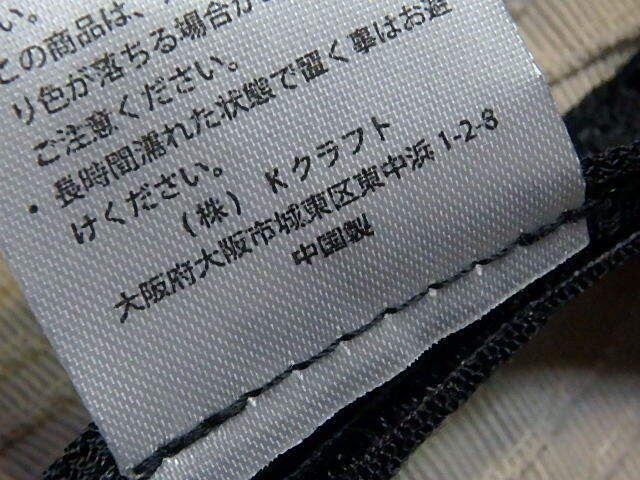 い。
この商品は、
り色が落ちる場合が
ご注意ください。
・長時間濡れた状態で置く事はお避
けください。
(株) Kクラフト
大阪府大阪市城東区東中浜1-2-8
中国製